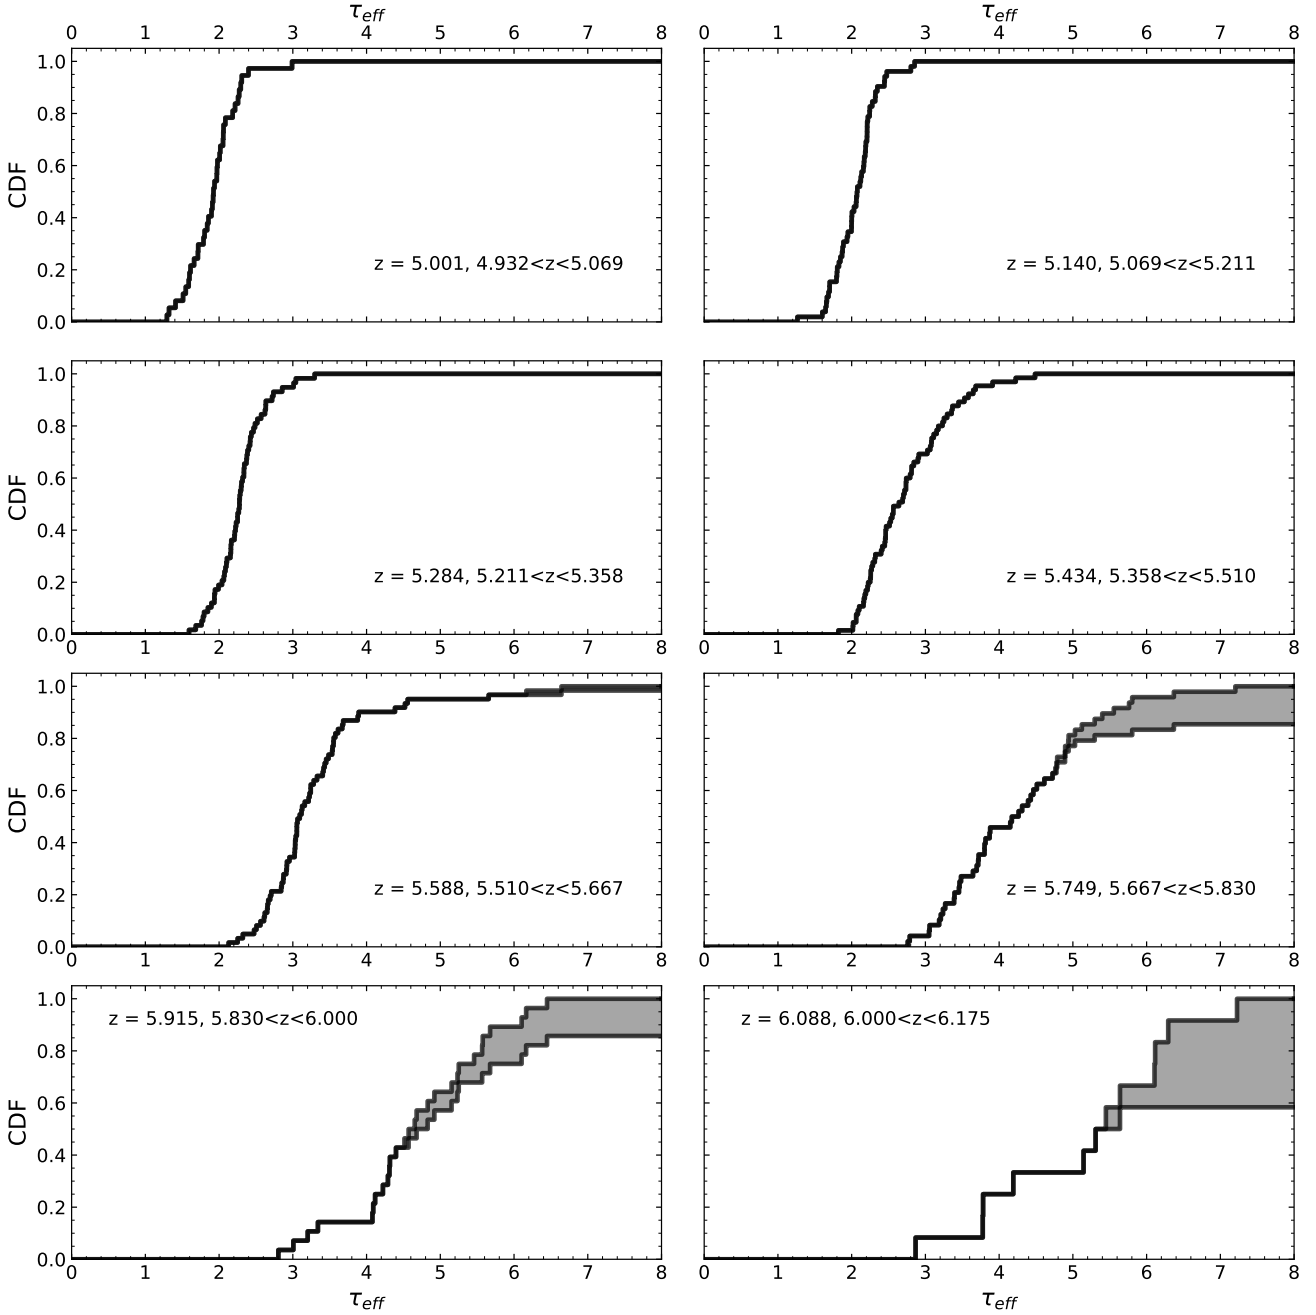 τeff τeff
0 1 2 3 4 5 6 7 8 0 1 2 3 4 5 6 7 8
1.0
0.8
0.6
0.4
0.2
0.0
CDF
z = 5.001, 4.932<z<5.069
z = 5.140, 5.069<z<5.211
1.0
0.8
0.6
0.4
0.2
0.0
CDF
z = 5.284, 5.211<z<5.358
z = 5.434, 5.358<z<5.510
0 1 2 3 4 5 6 7 8 0 1 2 3 4 5 6 7 8
1.0
0.8
0.6
0.4
0.2
0.0
CDF
z = 5.588, 5.510<z<5.667
z = 5.749, 5.667<z<5.830
0 1 2 3 4 5 6 7 8 0 1 2 3 4 5 6 7 8
1.0
0.8
0.6
0.4
0.2
0.0
CDF
z = 5.915, 5.830<z<6.000
z = 6.088, 6.000<z<6.175
0 1 2 3 4 5 6 7 8 0 1 2 3 4 5 6 7 8
τeff τeff